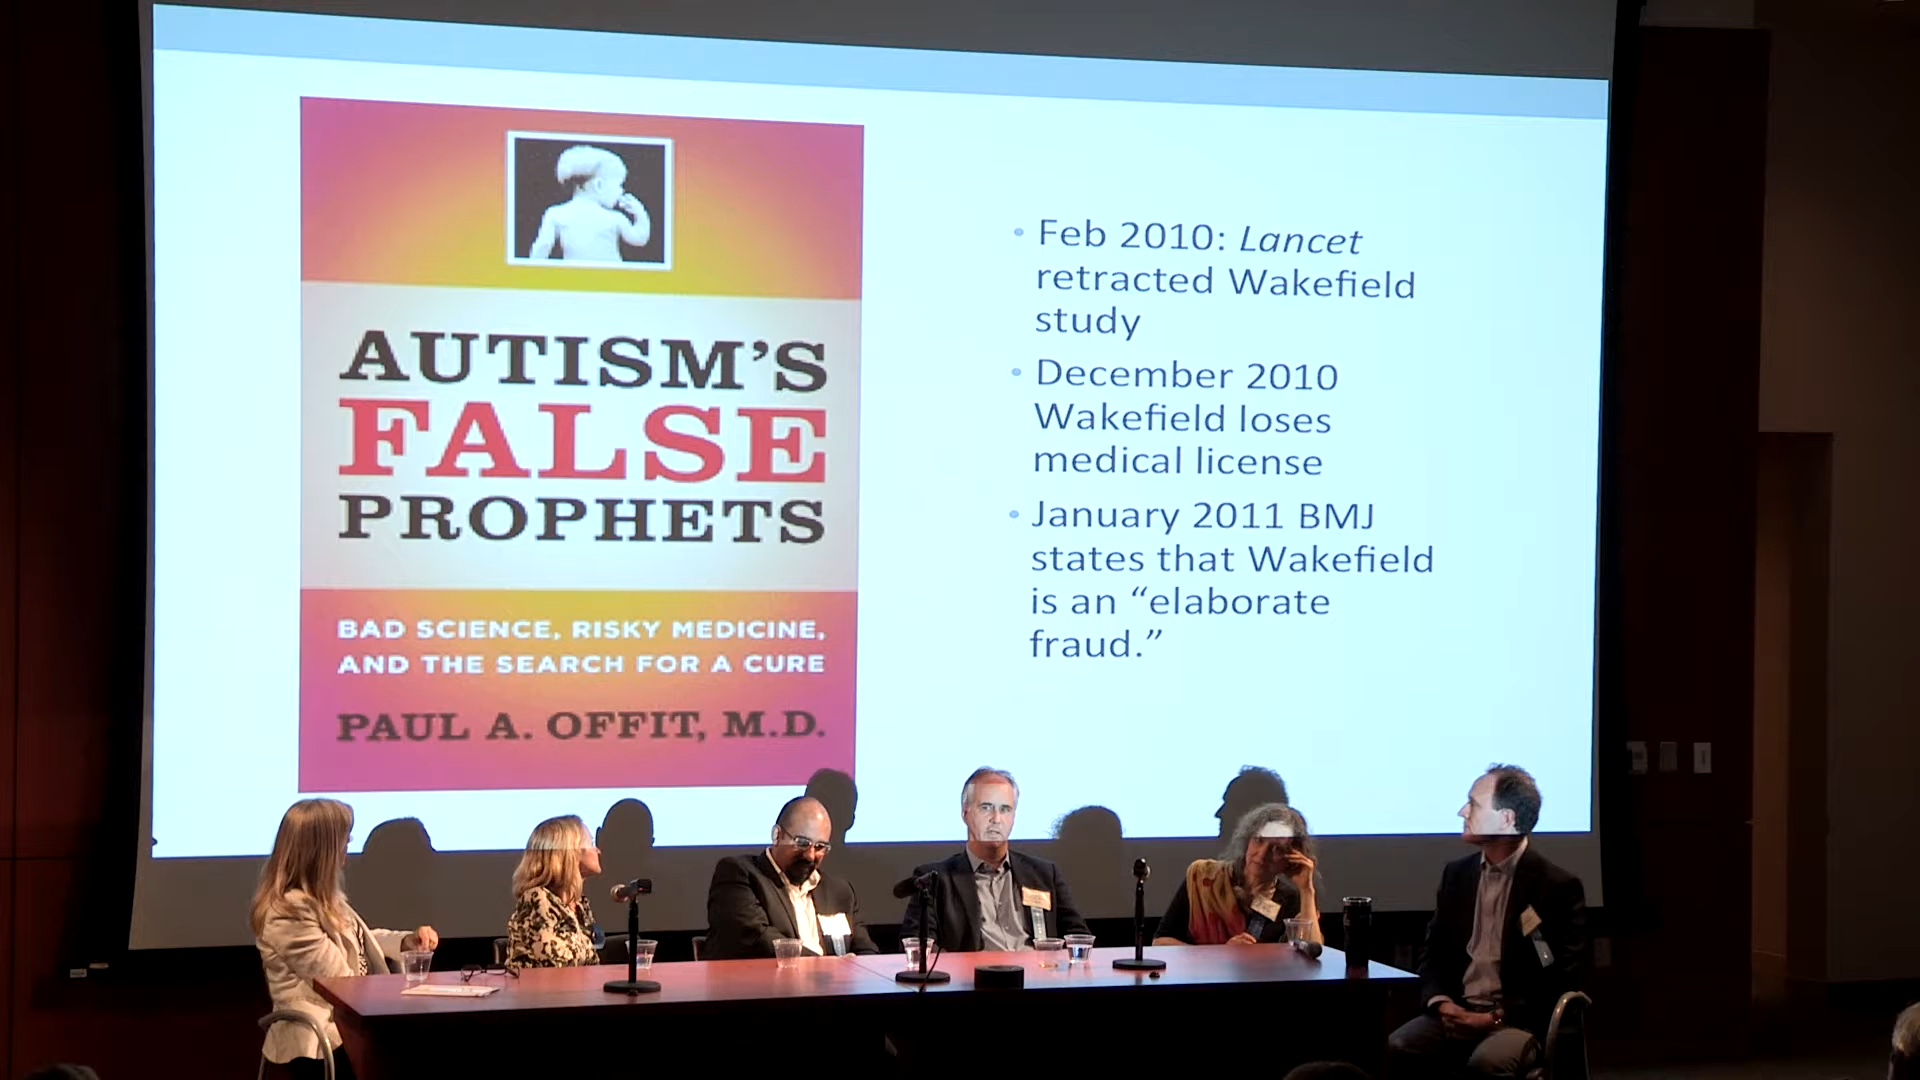 AUTISM'S
FALSE
PROPHETS
BAD SCIENCE, RISKY MEDICINE,
AND THE SEARCH FOR A CURE
PAUL A. OFFIT, M.D.
• Feb 2010: Lancet
retracted Wakefield
study
• December 2010
Wakefield loses
medical license
• January 2011 BMJ
states that Wakefield
is an “elaborate
fraud.”